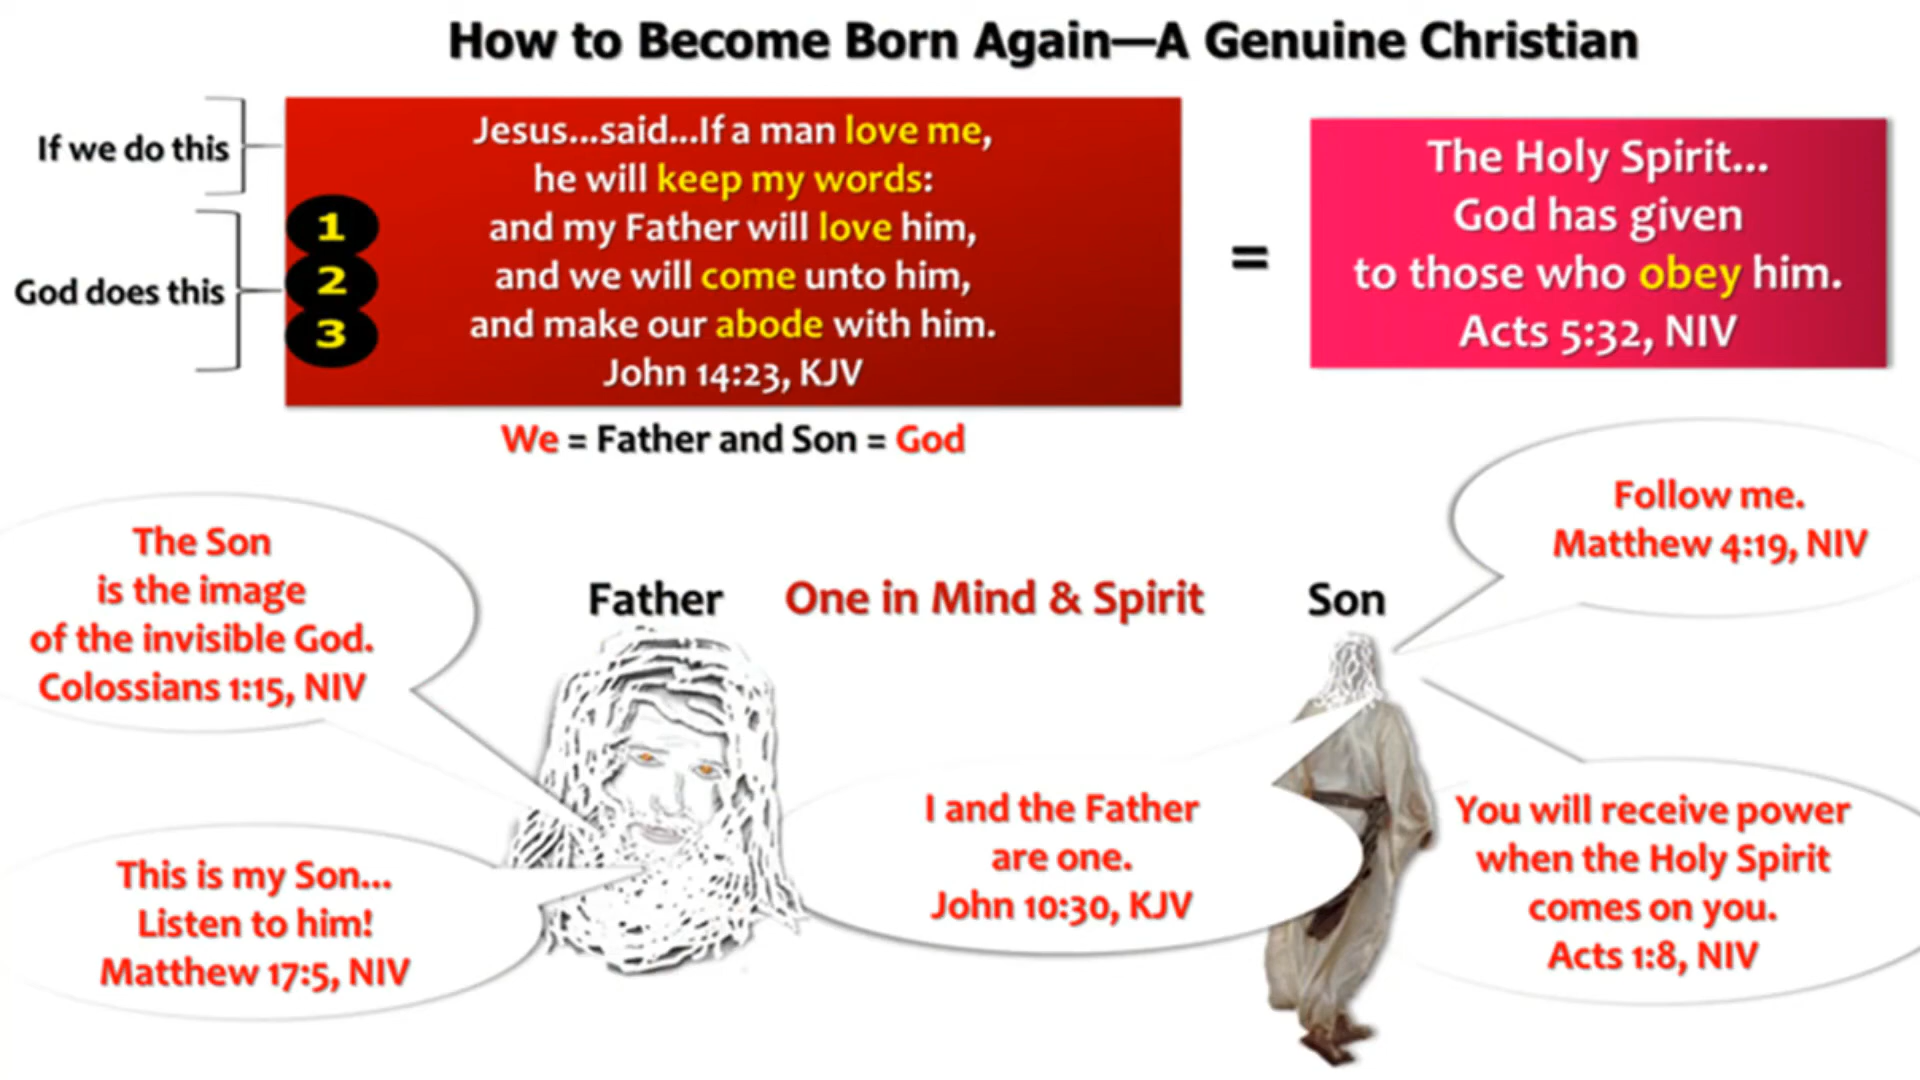 How to Become Born Again—A Genuine Christian
If we do this
God does this
1
2
3
Jesus...said...If a man love me,
he will keep my words:
and my Father will love him,
and we will come unto him,
and make our abode with him.
John 14:23, KJV
=
The Holy Spirit...
God has given
to those who obey him.
Acts 5:32, NIV
We = Father and Son = God
The Son
is the image
of the invisible God.
Colossians 1:15, NIV
This is my Son...
Listen to him!
Matthew 17:5, NIV
Father
One in Mind & Spirit
Son
I and the Father
are one.
John 10:30, KJV
Follow me.
Matthew 4:19, NIV
You will receive power
when the Holy Spirit
comes on you.
Acts 1:8, NIV